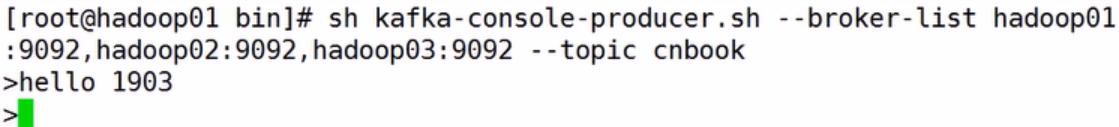 [root@hadoop01 bin]# sh kafka-console-producer.sh --broker-list hadoop01
:9092,hadoop02:9092,hadoop03:9092 --topic cnbook
>hello 1903
>